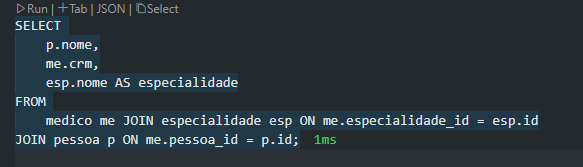 Run | Tab | JSON | Select
SELECT
p.nome,
me.crm,
esp.nome AS especialidade
FROM
medico me JOIN especialidade esp ON me.especialidade_id = esp.id
JOIN pessoa p ON me.pessoa_id = p.id; 1ms